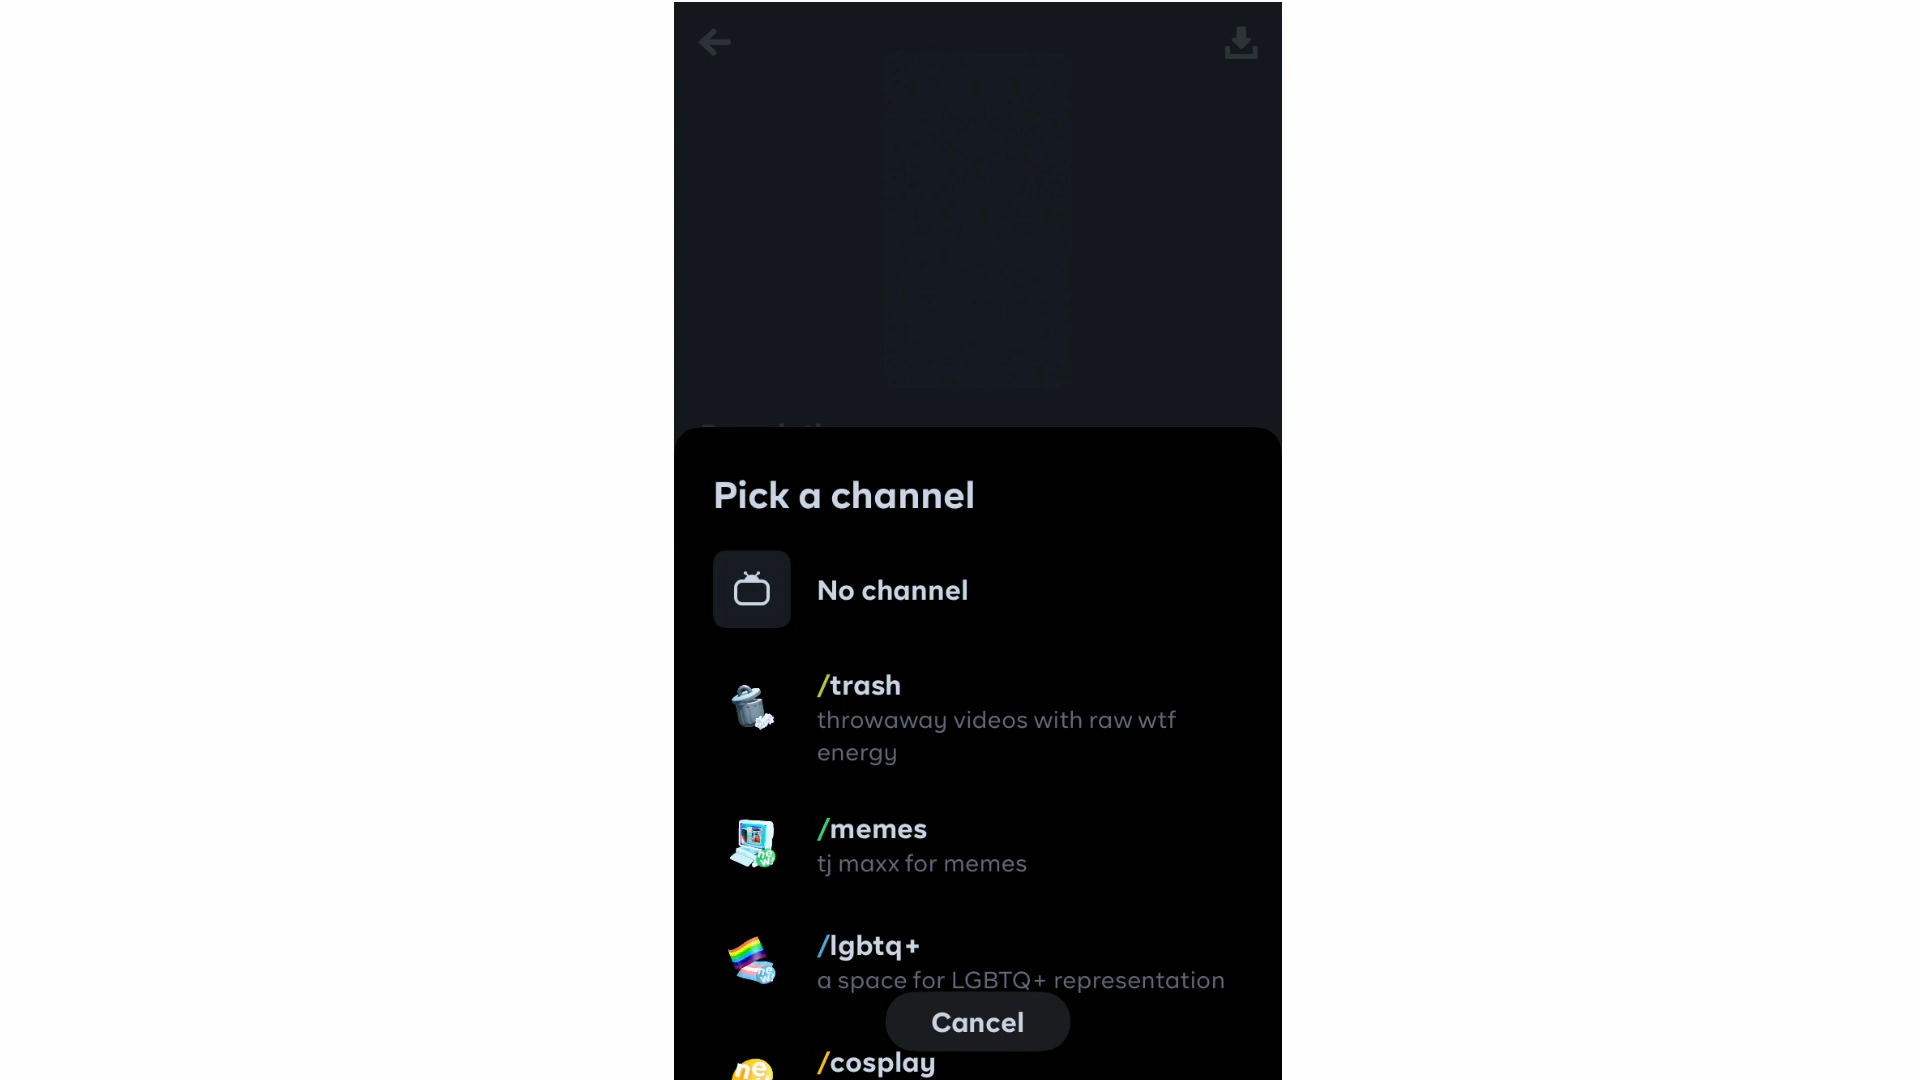 Pick a channel
No channel
/trash
throwaway videos with raw wtf
energy
/memes
tj maxx for memes
/lgbtq+
a space for LGBTQ+ representation
Cancel
/cosplay